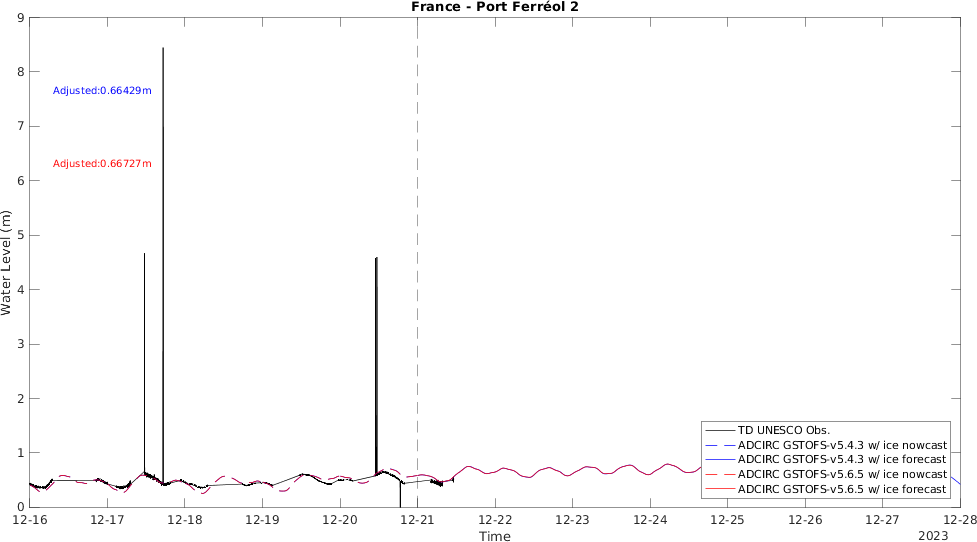 France - Port Ferréol 2
9
8
7
6
5
4
3
2
1
0
Water Level (m)
Adjusted:0.66429m
Adjusted:0.66727m
TD UNESCO Obs.
ADCIRC GSTOFS-v5.4.3 w/ ice nowcast
ADCIRC GSTOFS-v5.4.3 w/ ice forecast
ADCIRC GSTOFS-v5.6.5 w/ ice nowcast
ADCIRC GSTOFS-v5.6.5 w/ ice forecast
12-16 12-17 12-18 12-19 12-20 12-21 12-22 12-23 12-24 12-25 12-26 12-27 12-28
Time
2023